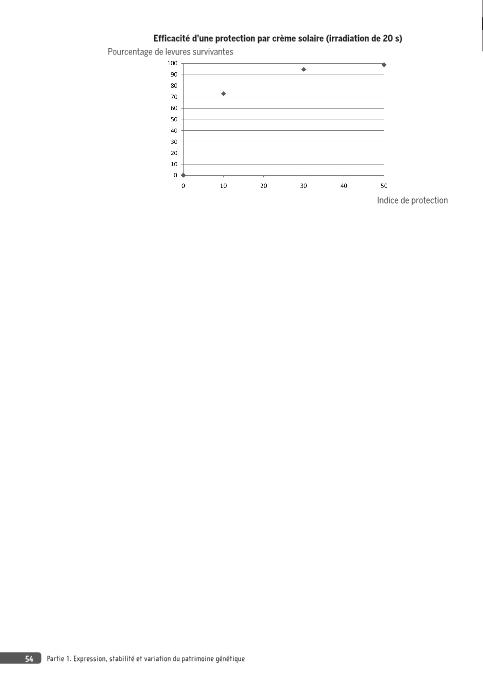 Efficacité d'une protection par crème solaire (irradiation de 20 s)
Pourcentage de levures survivantes
100
90
80
70
60
50
40
30
20
10
0
0 10 20 30 40 50
Indice de protection
54 Partie 1. Expression, stabilité et variation du patrimoine génétique